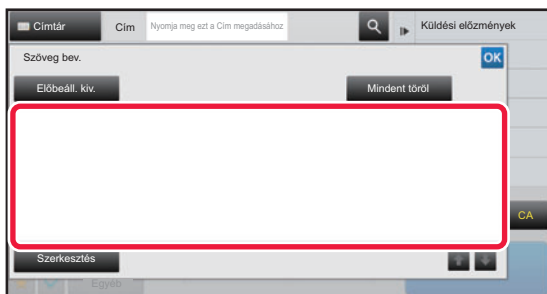 Címtár Cím Nyomja meg ezt a Cím megadásához Küldési előzmények
Szöveg bev. OK
Előbeáll. kiv. Mindent töröl
CA
Szerkesztés
Egyéb